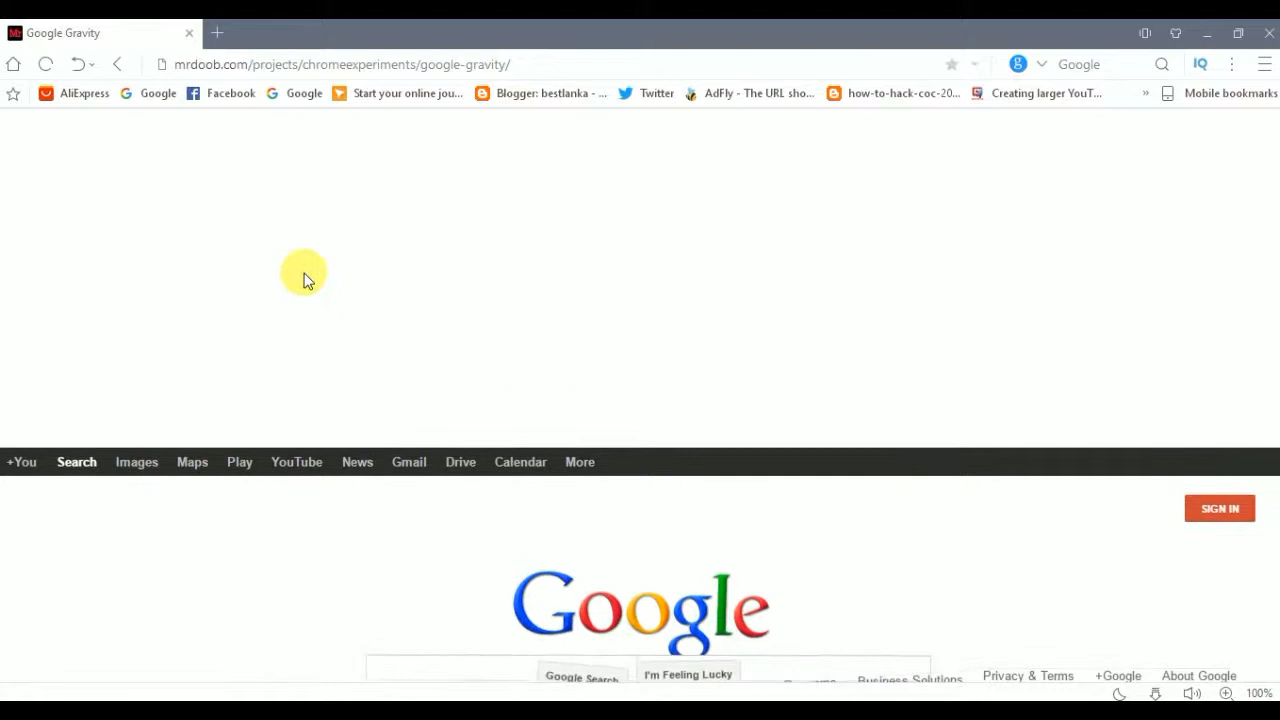 Mr Google Gravity
mrdoob.com/projects/chromeexperiments/google-gravity/ g Google IQ
AliExpress G Google Facebook G Google Start your online jou... Blogger: bestlanka - ... Twitter AdFly - The URL sho... how-to-hack-coc-20... Creating larger YouT... » Mobile bookmarks
+You Search Images Maps Play YouTube News Gmail Drive Calendar More
SIGN IN
Google
Google Search I'm Feeling Lucky Business Solutions Privacy & Terms +Google About Google
100%